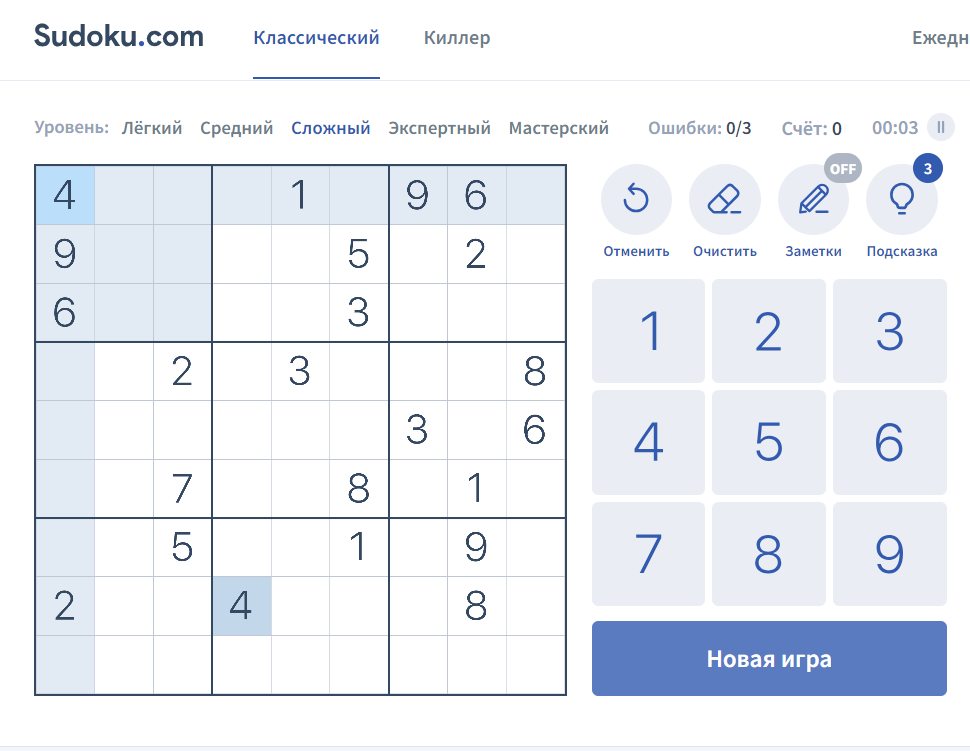 Sudoku.com Классический Киллер Ежедн
Уровень: Лёгкий Средний Сложный Экспертный Мастерский Ошибки: 0/3 Счёт: 0 00:03
OFF 3
Отменить Очистить Заметки Подсказка
4 1 9 6
9 5 2
6 3
2 3 8
3 6
7 8 1
5 1 9
2 4 8
1 2 3
4 5 6
7 8 9
Новая игра